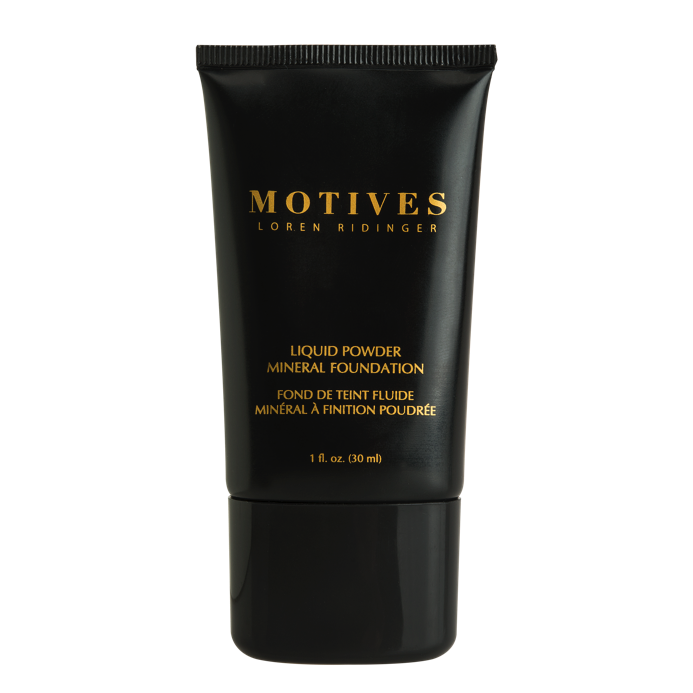 MOTIVES
LOREN RIDINGER
LIQUID POWDER
MINERAL FOUNDATION
FOND DE TEINT FLUIDE
MINÉRAL À FINITION POUDRÉE
1 fl. oz. (30 ml)